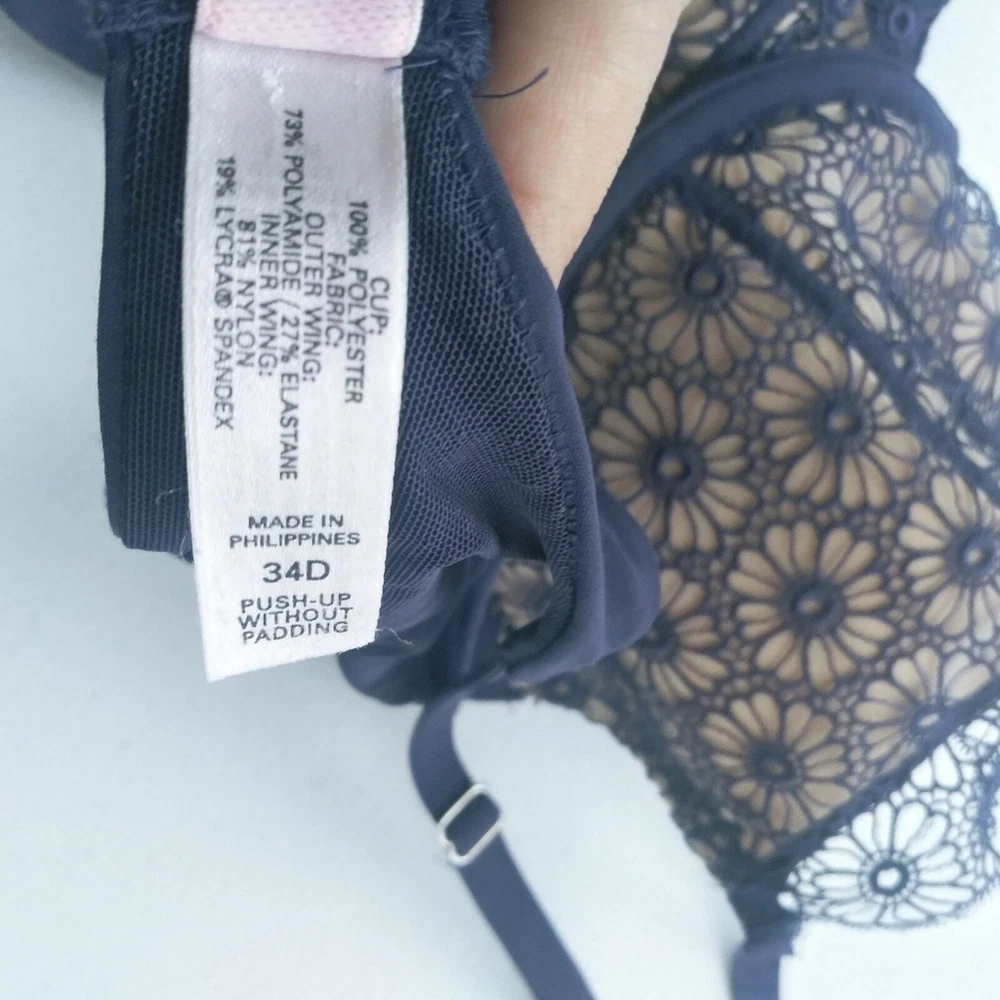 CUP:
100% POLYESTER
FABRIC:
OUTER WING:
73% POLYAMIDE (27% ELASTANE
INNER WING:
81% NYLON
19% LYCRA® SPANDEX
MADE IN
PHILIPPINES
34D
PUSH-UP
WITHOUT
PADDING